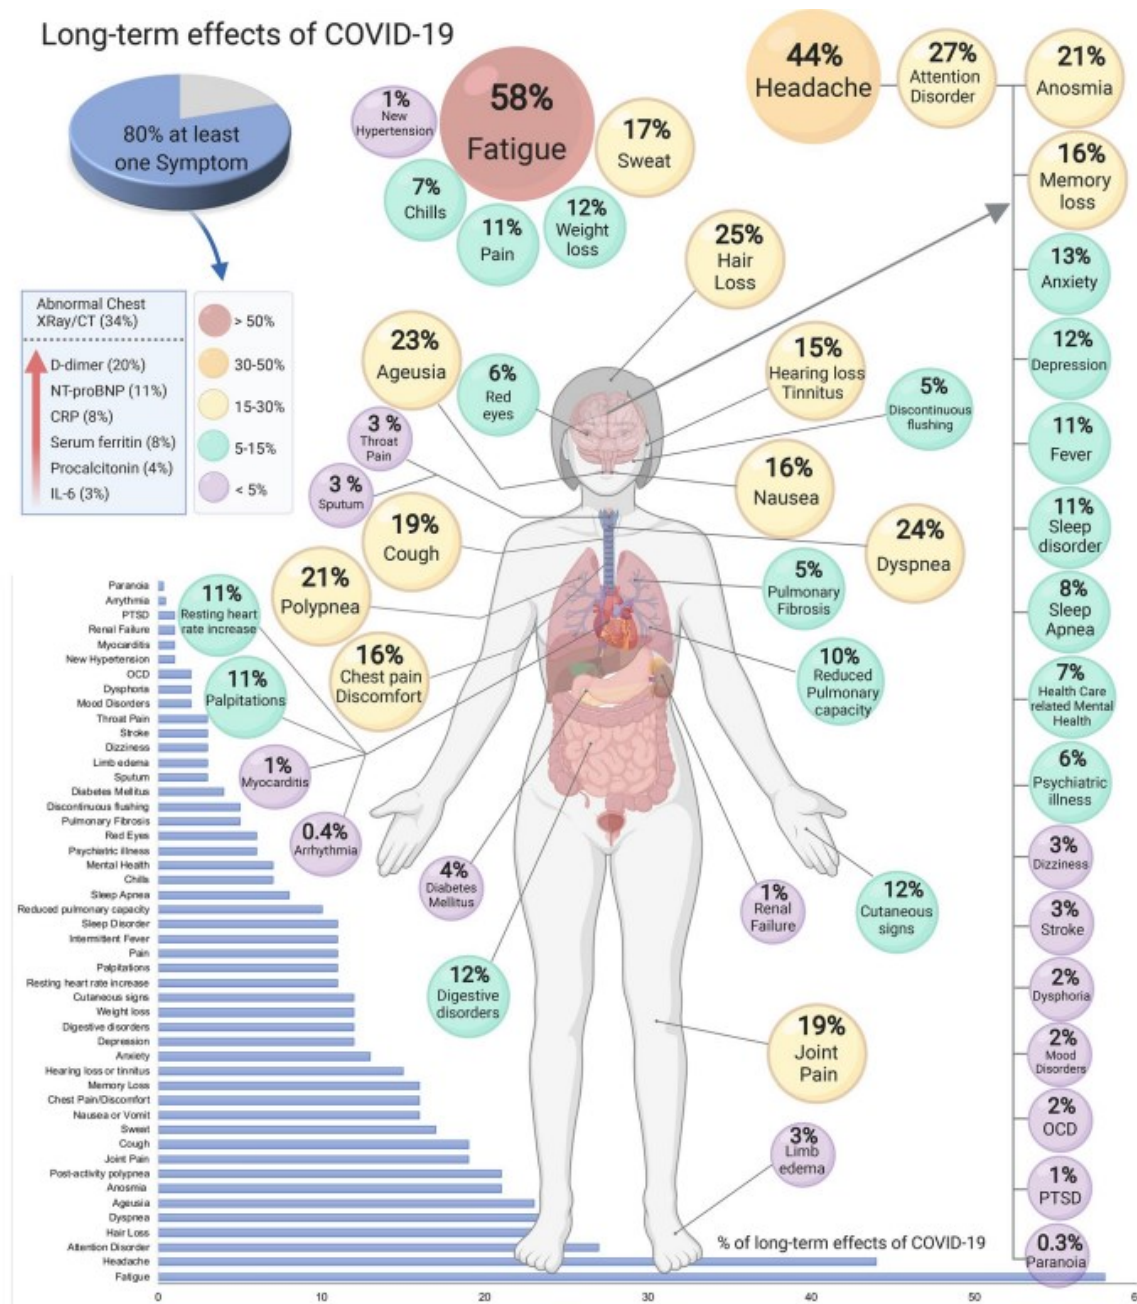 Long-term effects of COVID-19
80% at least
one Symptom
Abnormal Chest
XRay/CT (34%)
D-dimer (20%)
NT-proBNP (11%)
CRP (8%)
Serum ferritin (8%)
Procalcitonin (4%)
IL-6 (3%)
> 50%
30-50%
15-30%
5-15%
< 5%
1%
New
Hypertension
58%
Fatigue
17%
Sweat
7%
Chills
11%
Pain
12%
Weight
loss
44%
Headache
27%
Attention
Disorder
21%
Anosmia
16%
Memory
loss
13%
Anxiety
12%
Depression
11%
Fever
11%
Sleep
disorder
8%
Sleep
Apnea
7%
Health Care
related Mental
Health
6%
Psychiatric
illness
3%
Dizziness
3%
Stroke
2%
Dysphoria
2%
Mood
Disorders
2%
OCD
1%
PTSD
0.3%
Paranoia
25%
Hair
Loss
23%
Ageusia
6%
Red
eyes
15%
Hearing loss
Tinnitus
5%
Discontinuous
flushing
3 %
Throat
Pain
3 %
Sputum
16%
Nausea
19%
Cough
24%
Dyspnea
21%
Polypnea
5%
Pulmonary
Fibrosis
11%
Resting heart
rate increase
16%
Chest pain
Discomfort
10%
Reduced
Pulmonary
capacity
11%
Palpitations
1%
Myocarditis
0.4%
Arrhythmia
4%
Diabetes
Mellitus
1%
Renal
Failure
12%
Cutaneous
signs
12%
Digestive
disorders
19%
Joint
Pain
3%
Limb
edema
Paranoia
Arrythmia
PTSD
Renal Failure
Myocarditis
New Hypertension
OCD
Dysphoria
Mood Disorders
Throat Pain
Stroke
Dizziness
Limb edema
Sputum
Diabetes Mellitus
Discontinuous flushing
Pulmonary Fibrosis
Red Eyes
Psychiatric illness
Mental Health
Chills
Sleep Apnea
Reduced pulmonary capacity
Sleep Disorder
Intermittent Fever
Pain
Palpitations
Resting heart rate increase
Cutaneous signs
Weight loss
Digestive disorders
Depression
Anxiety
Hearing loss or tinnitus
Memory Loss
Chest Pain/Discomfort
Nausea or Vomit
Sweat
Cough
Joint Pain
Post-activity polypnea
Anosmia
Ageusia
Dyspnea
Hair Loss
Attention Disorder
Headache
Fatigue
% of long-term effects of COVID-19
0 10 20 30 40 50